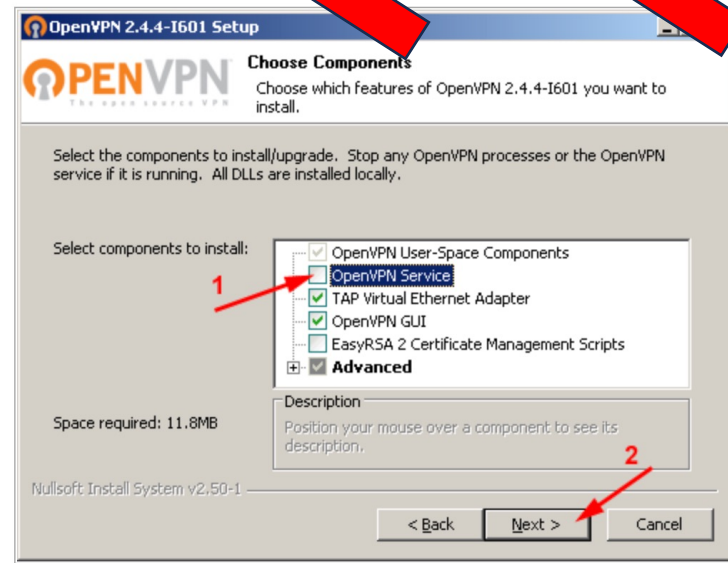 OpenVPN 2.4.4-I601 Setup
OPENVPN
The open source VPN
Choose Components
Choose which features of OpenVPN 2.4.4-I601 you want to
install.
Select the components to install/upgrade. Stop any OpenVPN processes or the OpenVPN
service if it is running. All DLLs are installed locally.
Select components to install:
OpenVPN User-Space Components
OpenVPN Service
1
TAP Virtual Ethernet Adapter
OpenVPN GUI
EasyRSA 2 Certificate Management Scripts
Advanced
Space required: 11.8MB
Description
Position your mouse over a component to see its
description.
2
Nullsoft Install System v2.50-1
< Back
Next >
Cancel